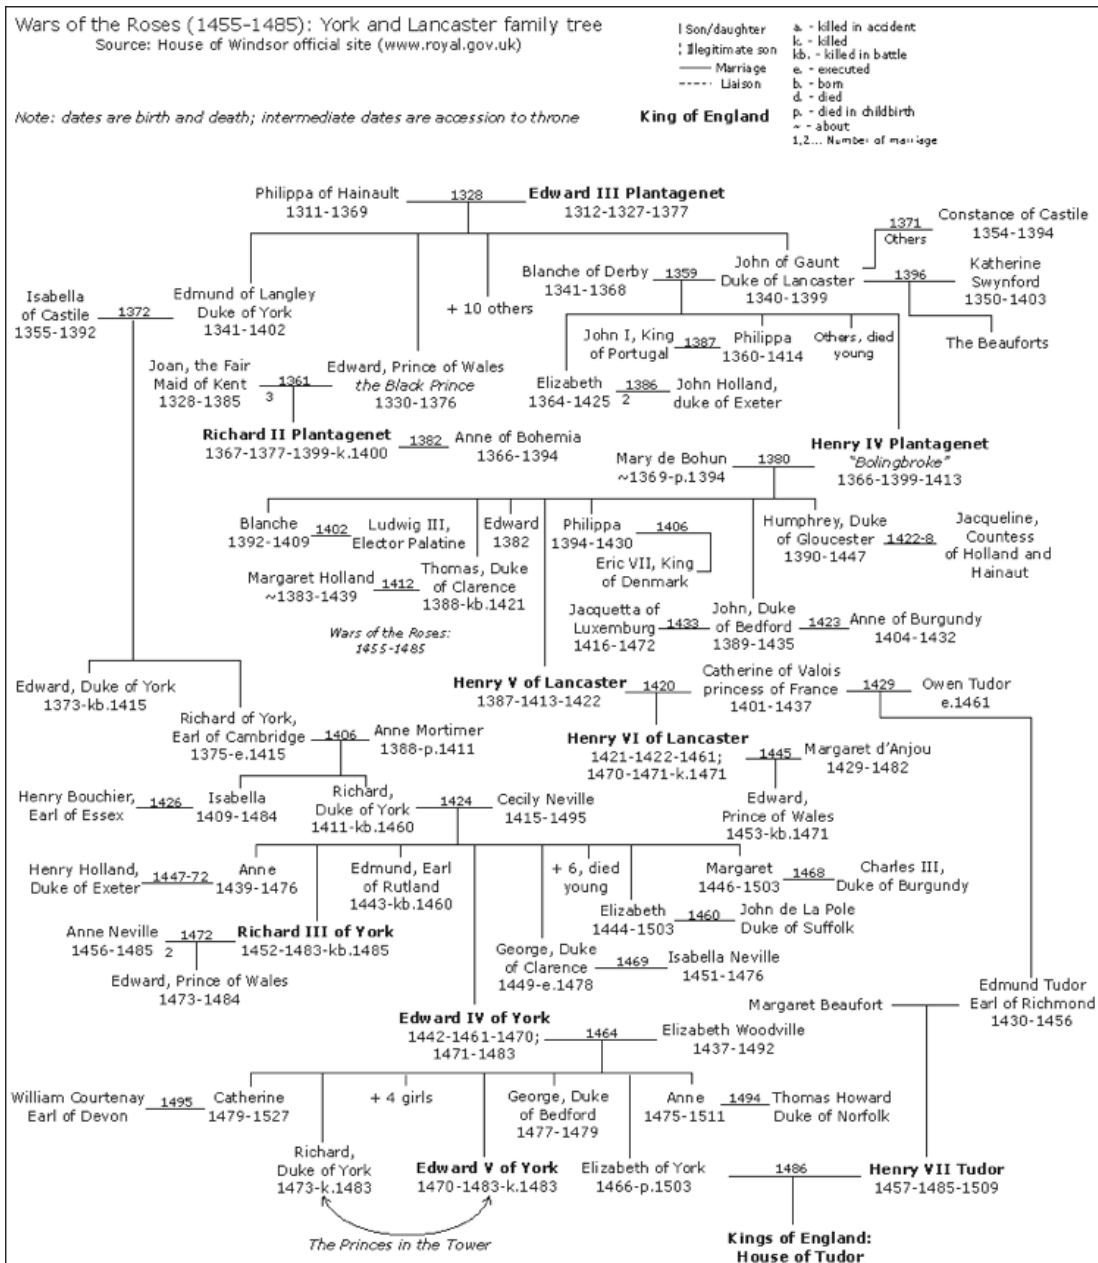 Wars of the Roses (1455-1485): York and Lancaster family tree
Source: House of Windsor official site (www.royal.gov.uk)
Son/daughter
Illegitimate son
Marriage
Liaison
a. - killed in accident
k. - killed
kb. - killed in battle
e. - executed
b. - born
d. - died
p. - died in childbirth
~ - about
1,2... Number of marriage
Note: dates are birth and death; intermediate dates are accession to throne
King of England
Philippa of Hainault
1311-1369
1328
Edward III Plantagenet
1312-1327-1377
1371
Others
Constance of Castile
1354-1394
Isabella
of Castile
1355-1392
1372
Edmund of Langley
Duke of York
1341-1402
+ 10 others
Blanche of Derby
1341-1368
1359
John of Gaunt
Duke of Lancaster
1340-1399
1396
Katherine
Swynford
1350-1403
The Beauforts
John I, King
of Portugal
1387
Philippa
1360-1414
Others, died
young
Joan, the Fair
Maid of Kent
1328-1385
1361
3
Edward, Prince of Wales
the Black Prince
1330-1376
Elizabeth
1364-1425
1386
2
John Holland,
duke of Exeter
Richard II Plantagenet
1367-1377-1399-k.1400
1382
Anne of Bohemia
1366-1394
Mary de Bohun
~1369-p.1394
1380
Henry IV Plantagenet
"Bolingbroke"
1366-1399-1413
Blanche
1392-1409
1402
Ludwig III,
Elector Palatine
Edward
1382
Philippa
1394-1430
1406
Eric VII, King
of Denmark
Humphrey, Duke
of Gloucester
1390-1447
1422-8
Jacqueline,
Countess
of Holland and
Hainaut
Margaret Holland
~1383-1439
1412
Thomas, Duke
of Clarence
1388-kb.1421
Wars of the Roses:
1455-1485
Jacquetta of
Luxemburg
1416-1472
1433
John, Duke
of Bedford
1389-1435
1423
Anne of Burgundy
1404-1432
Edward, Duke of York
1373-kb.1415
Henry V of Lancaster
1387-1413-1422
1420
Catherine of Valois
princess of France
1401-1437
1429
Owen Tudor
e.1461
Richard of York,
Earl of Cambridge
1375-e.1415
1406
Anne Mortimer
1388-p.1411
Henry VI of Lancaster
1421-1422-1461;
1470-1471-k.1471
1445
Margaret d'Anjou
1429-1482
Henry Bouchier,
Earl of Essex
1426
Isabella
1409-1484
Richard,
Duke of York
1411-kb.1460
1424
Cecily Neville
1415-1495
Edward,
Prince of Wales
1453-kb.1471
Henry Holland,
Duke of Exeter
1447-72
Anne
1439-1476
Edmund, Earl
of Rutland
1443-kb.1460
+ 6, died
young
Margaret
1446-1503
1468
Charles III,
Duke of Burgundy
Elizabeth
1444-1503
1460
John de La Pole
Duke of Suffolk
Anne Neville
1456-1485
1472
2
Richard III of York
1452-1483-kb.1485
Edward, Prince of Wales
1473-1484
George, Duke
of Clarence
1449-e.1478
1469
Isabella Neville
1451-1476
Margaret Beaufort
Edmund Tudor
Earl of Richmond
1430-1456
Edward IV of York
1442-1461-1470;
1471-1483
1464
Elizabeth Woodville
1437-1492
William Courtenay
Earl of Devon
1495
Catherine
1479-1527
+ 4 girls
George, Duke
of Bedford
1477-1479
Anne
1475-1511
1494
Thomas Howard
Duke of Norfolk
Richard,
Duke of York
1473-k.1483
Edward V of York
1470-1483-k.1483
Elizabeth of York
1466-p.1503
1486
Henry VII Tudor
1457-1485-1509
The Princes in the Tower
Kings of England:
House of Tudor